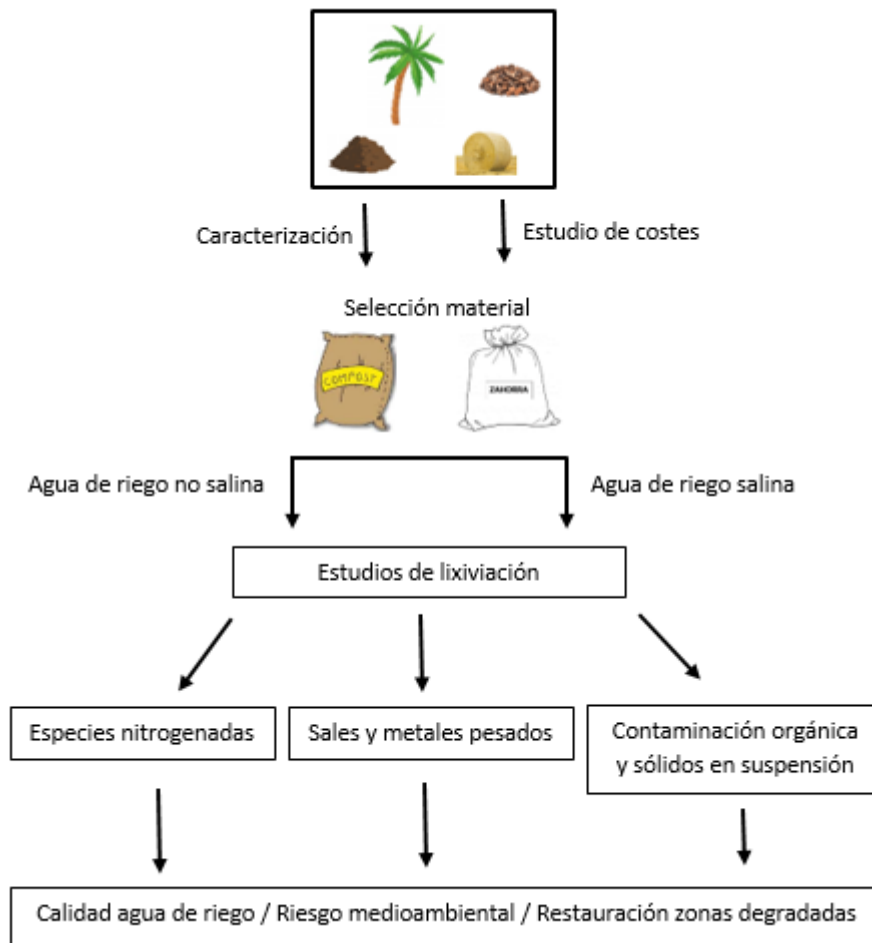 Caracterización
Estudio de costes
Selección material
COMPOST
ZAHORRA
Agua de riego no salina
Agua de riego salina
Estudios de lixiviación
Especies nitrogenadas
Sales y metales pesados
Contaminación orgánica
y sólidos en suspensión
Calidad agua de riego / Riesgo medioambiental / Restauración zonas degradadas